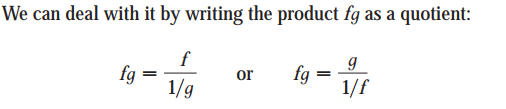 We can deal with it by writing the product fg as a quotient:
fg = f / 1/g or fg = g / 1/f